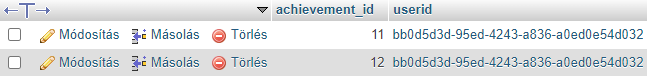 achievement_id userid
Módosítás Másolás Törlés 11 bb0d5d3d-95ed-4243-a836-a0ed0e54d032
Módosítás Másolás Törlés 12 bb0d5d3d-95ed-4243-a836-a0ed0e54d032